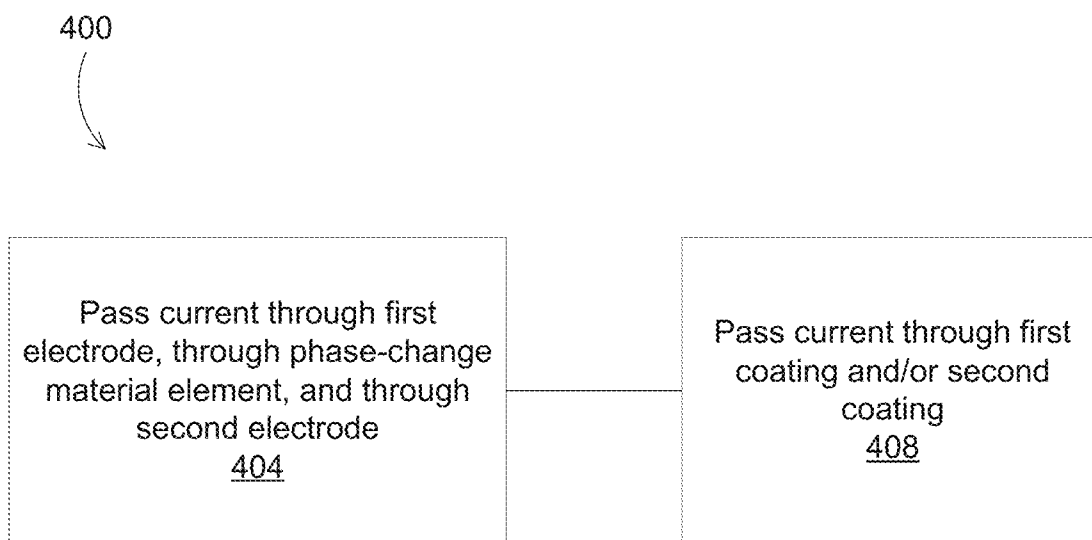 400
Pass current through first
electrode, through phase-change
material element, and through
second electrode
404
Pass current through first
coating and/or second
coating
408